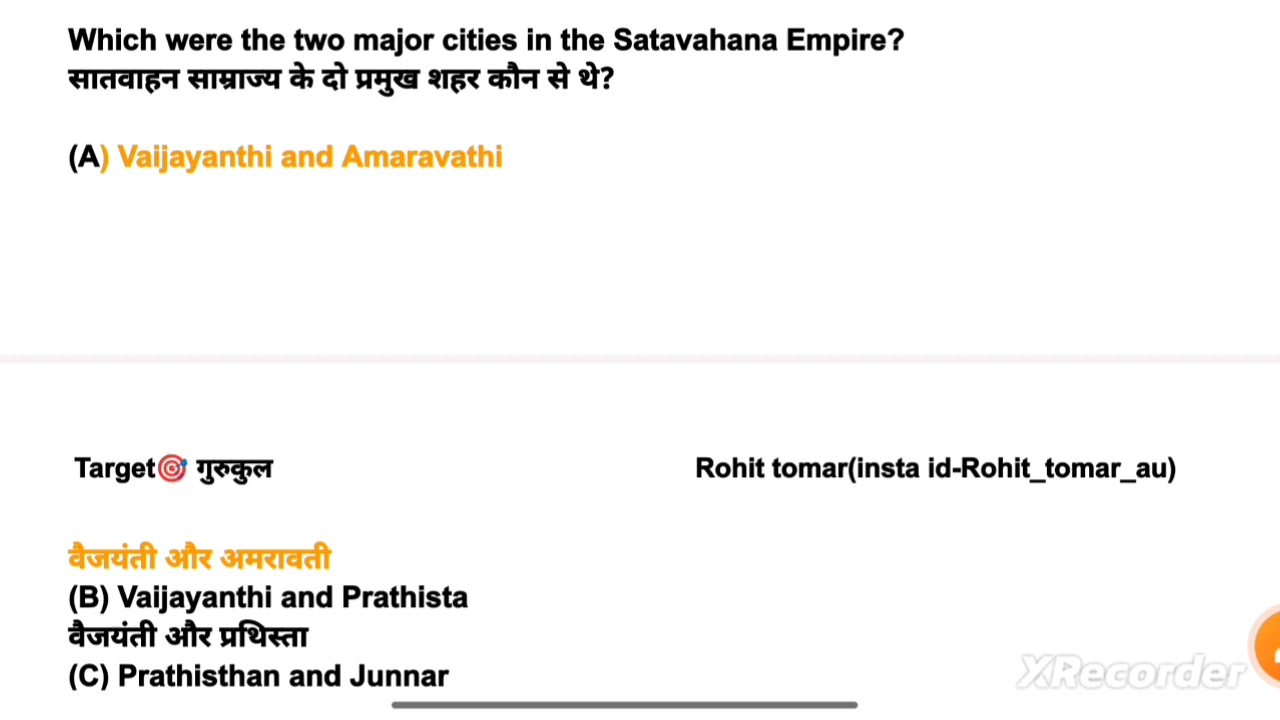 Which were the two major cities in the Satavahana Empire?
सातवाहन साम्राज्य के दो प्रमुख शहर कौन से थे?
(A) Vaijayanthi and Amaravathi
Target🎯 गुरुकुल
Rohit tomar(insta id-Rohit_tomar_au)
वैजयंती और अमरावती
(B) Vaijayanthi and Prathista
वैजयंती और प्रथिस्ता
(C) Prathisthan and Junnar
XRecorder